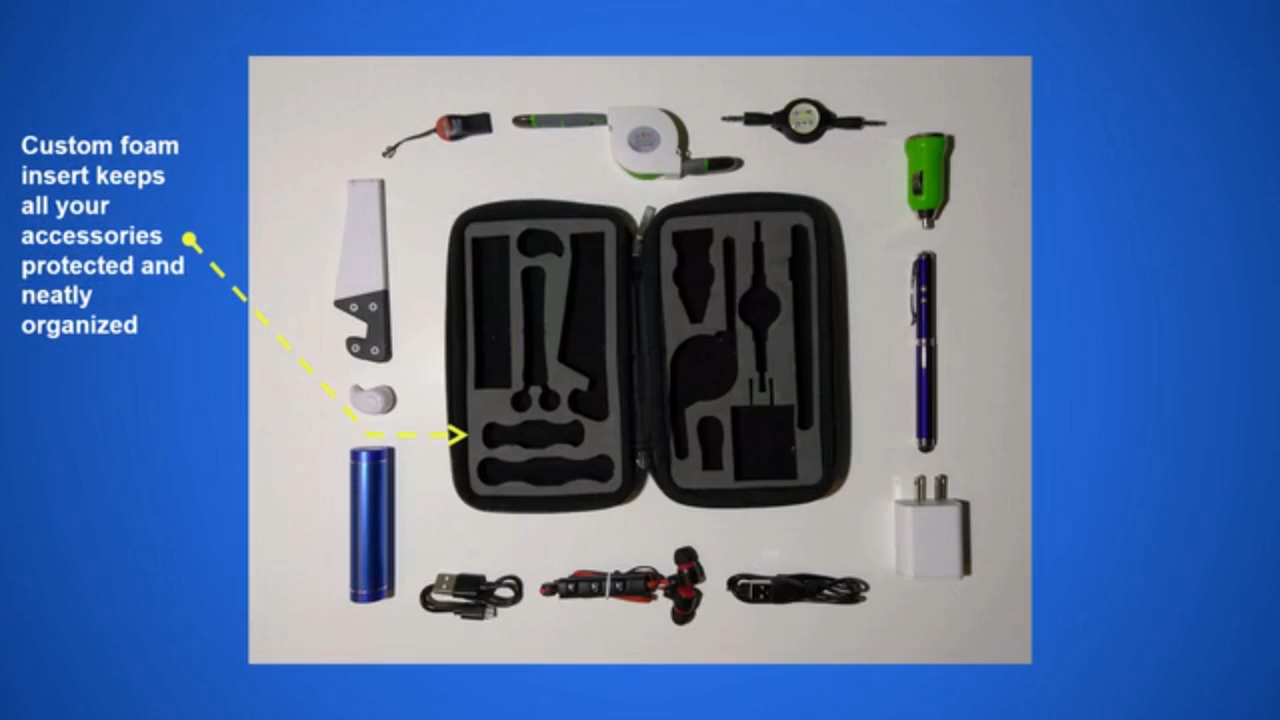 Custom foam
insert keeps
all your
accessories
protected and
neatly
organized